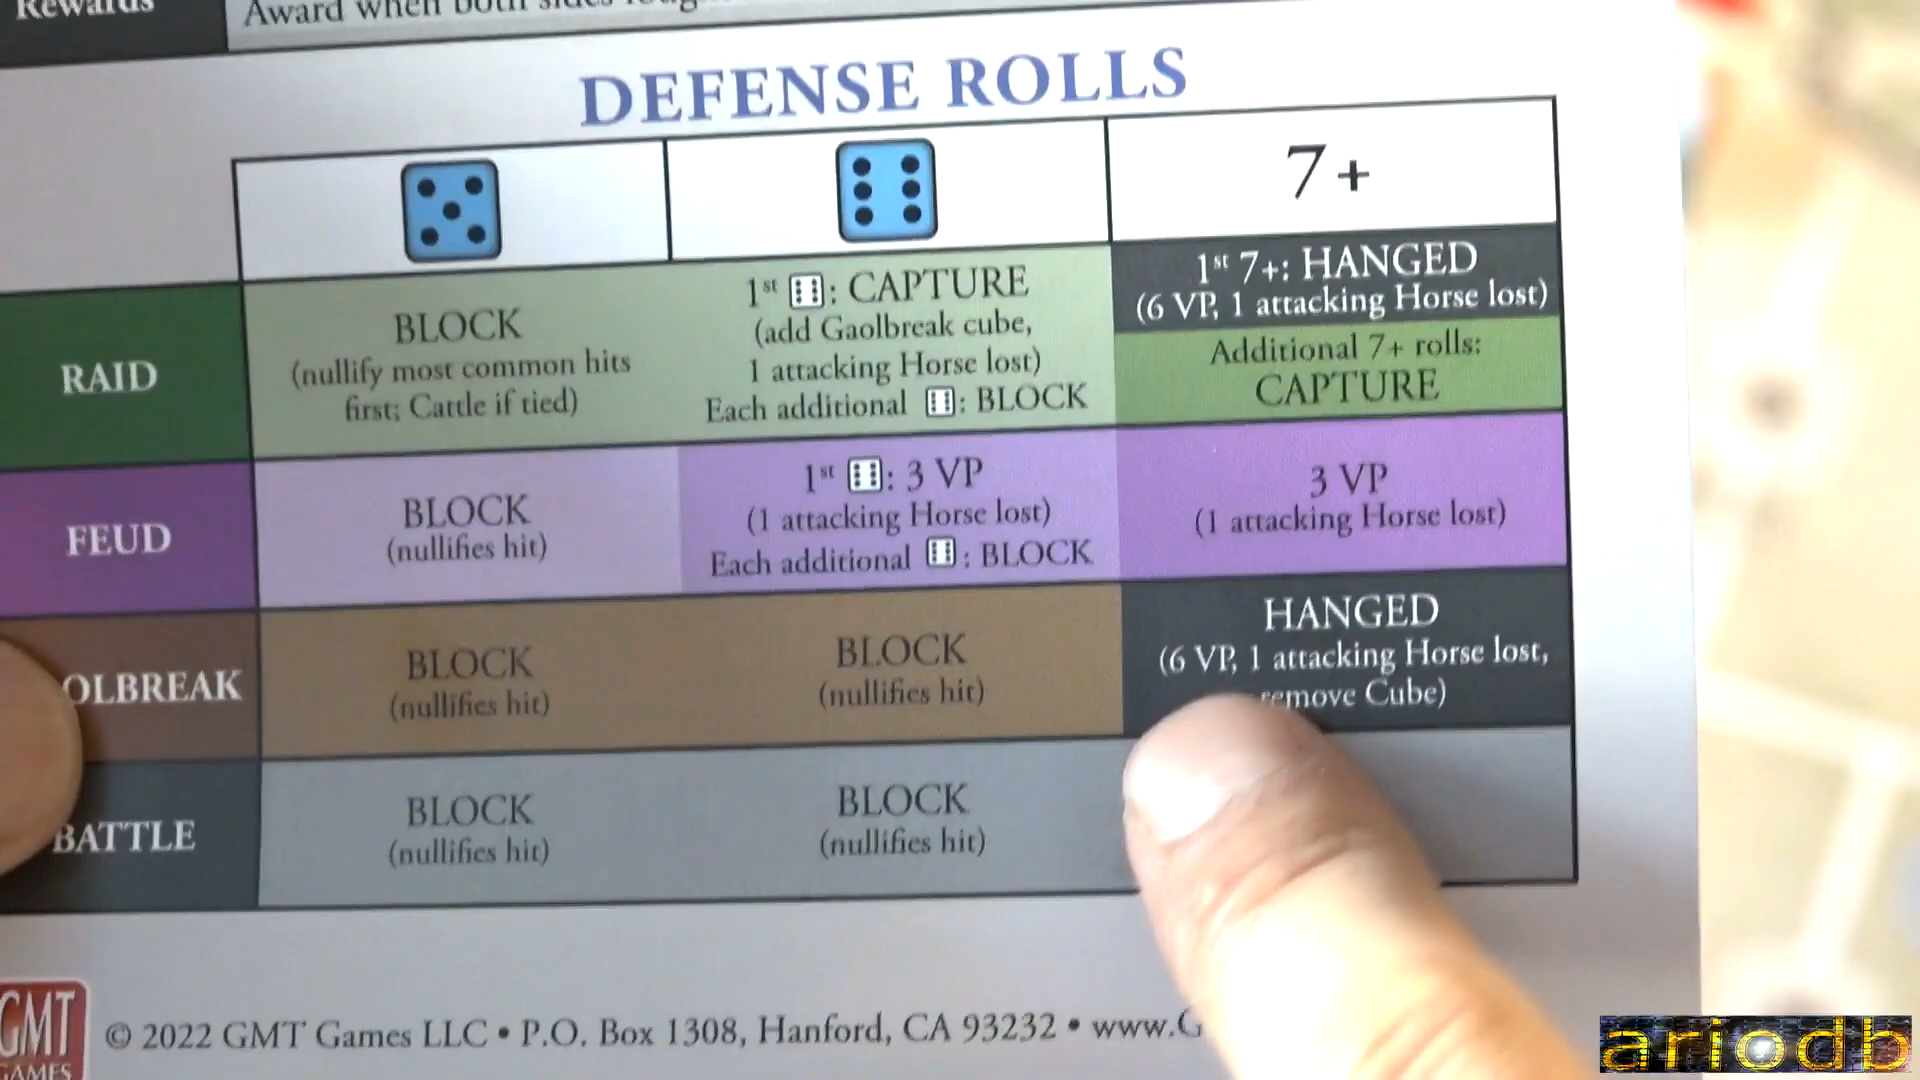 Rewards
Award when both sides
DEFENSE ROLLS
7+
RAID
BLOCK
(nullify most common hits
first; Cattle if tied)
1st ⚅: CAPTURE
(add Gaolbreak cube,
1 attacking Horse lost)
Each additional ⚅: BLOCK
1st 7+: HANGED
(6 VP, 1 attacking Horse lost)
Additional 7+ rolls:
CAPTURE
FEUD
BLOCK
(nullifies hit)
1st ⚅: 3 VP
(1 attacking Horse lost)
Each additional ⚅: BLOCK
3 VP
(1 attacking Horse lost)
OLBREAK
BLOCK
(nullifies hit)
BLOCK
(nullifies hit)
HANGED
(6 VP, 1 attacking Horse lost,
remove Cube)
BATTLE
BLOCK
(nullifies hit)
BLOCK
(nullifies hit)
GMT
GAMES
© 2022 GMT Games LLC • P.O. Box 1308, Hanford, CA 93232 • www.G
ariodb